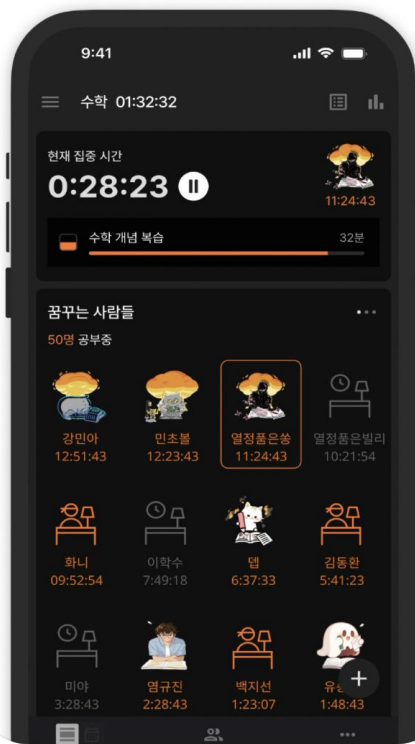 9:41
수학 01:32:32
현재 집중 시간
0:28:23
11:24:43
수학 개념 복습 32분
꿈꾸는 사람들
50명 공부중
강민아 민초볼 열정품은쏭 열정품은빌리
12:51:43 12:23:43 11:24:43 10:21:54
화니 이학수 뎁 김동환
09:52:54 7:49:18 6:37:33 5:41:23
미야 염규진 백지선
3:28:43 2:28:43 1:23:07 1:48:43